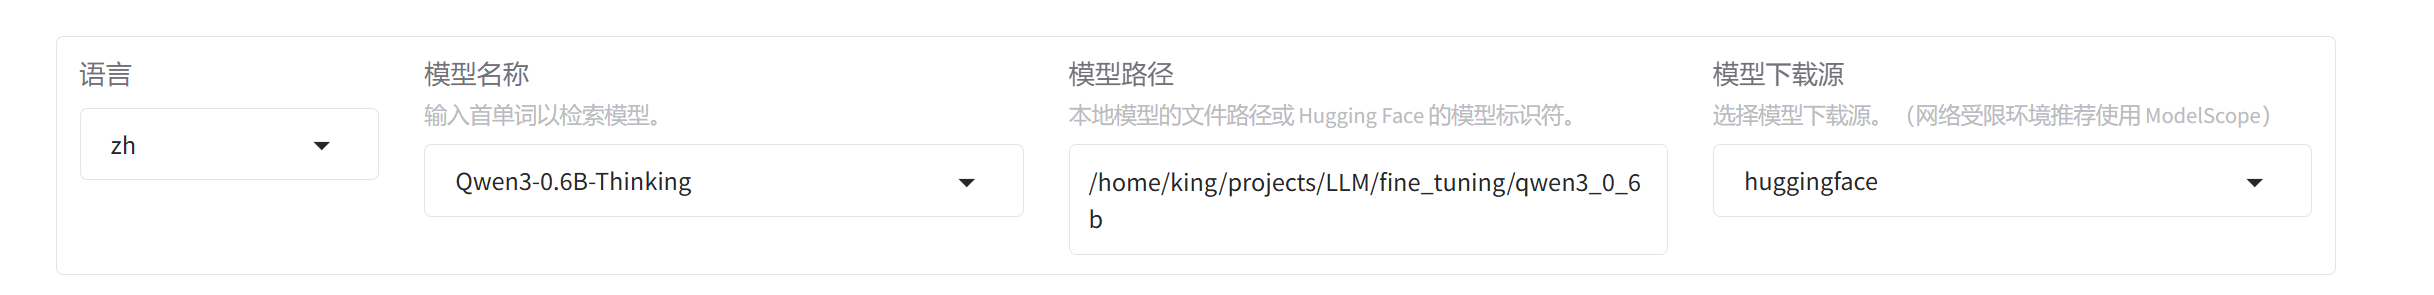 语言
zh
模型名称
输入首单词以检索模型。
Qwen3-0.6B-Thinking
模型路径
本地模型的文件路径或 Hugging Face 的模型标识符。
/home/king/projects/LLM/fine_tuning/qwen3_0_6
b
模型下载源
选择模型下载源。（网络受限环境推荐使用 ModelScope）
huggingface